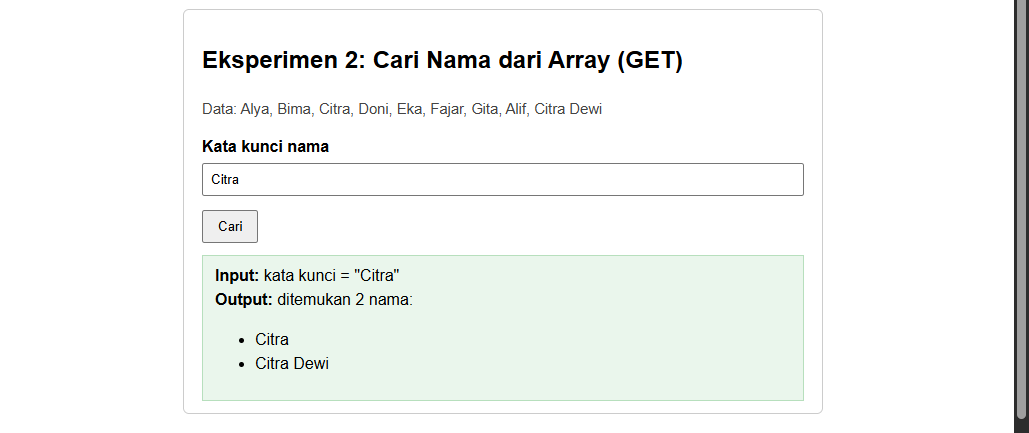 Eksperimen 2: Cari Nama dari Array (GET)
Data: Alya, Bima, Citra, Doni, Eka, Fajar, Gita, Alif, Citra Dewi
Kata kunci nama
Citra
Cari
Input: kata kunci = "Citra"
Output: ditemukan 2 nama:
• Citra
• Citra Dewi